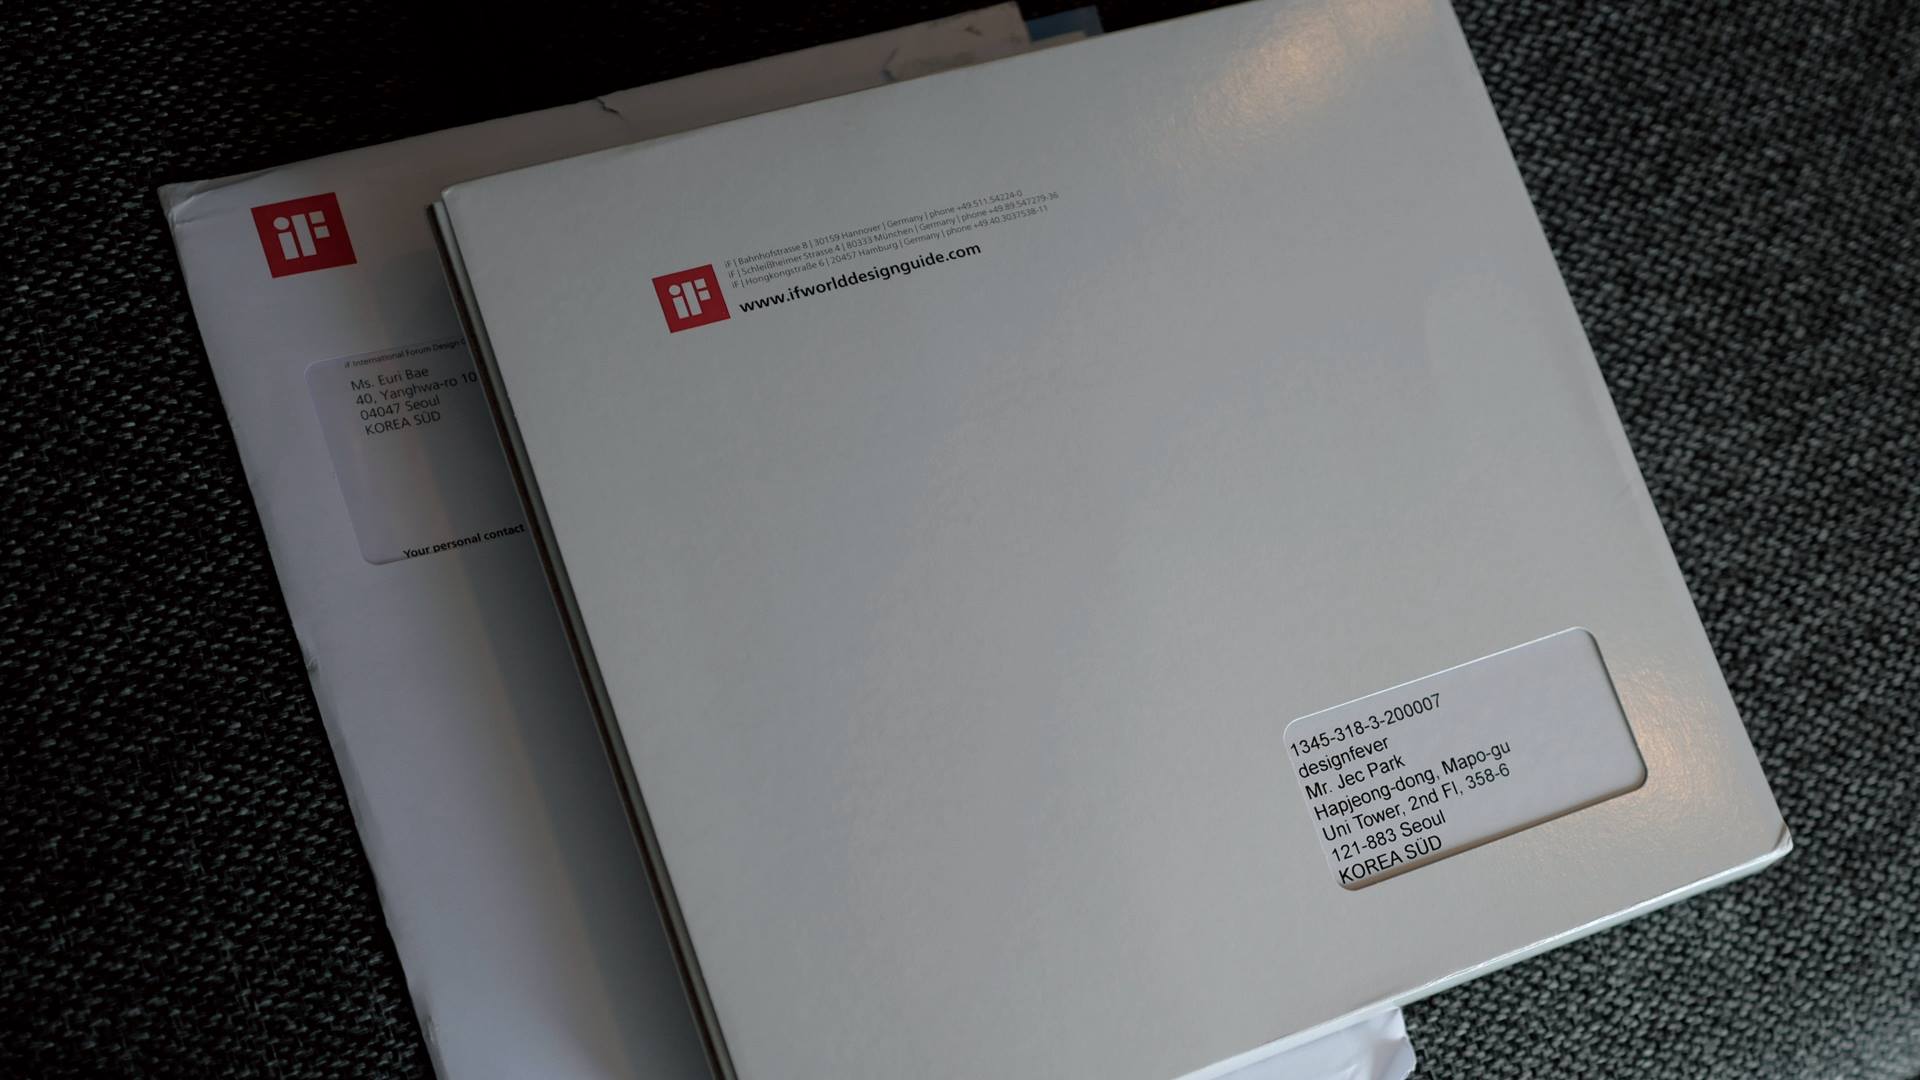 iF
iF International Forum Design
Ms. Euri Bae
40, Yanghwa-ro 10
04047 Seoul
KOREA SÜD
Your personal contact
iF
iF | Bahnhofstrasse 8 | 30159 Hannover | Germany | phone +49.511.54224-0
iF | Schleißheimer Strasse 4 | 80333 München | Germany | phone +49.89.547279-36
iF | Hongkongstraße 6 | 20457 Hamburg | Germany | phone +49.40.3037538-11
www.ifworlddesignguide.com
1345-318-3-200007
designfever
Mr. Jec Park
Hapjeong-dong, Mapo-gu
Uni Tower, 2nd Fl, 358-6
121-883 Seoul
KOREA SÜD